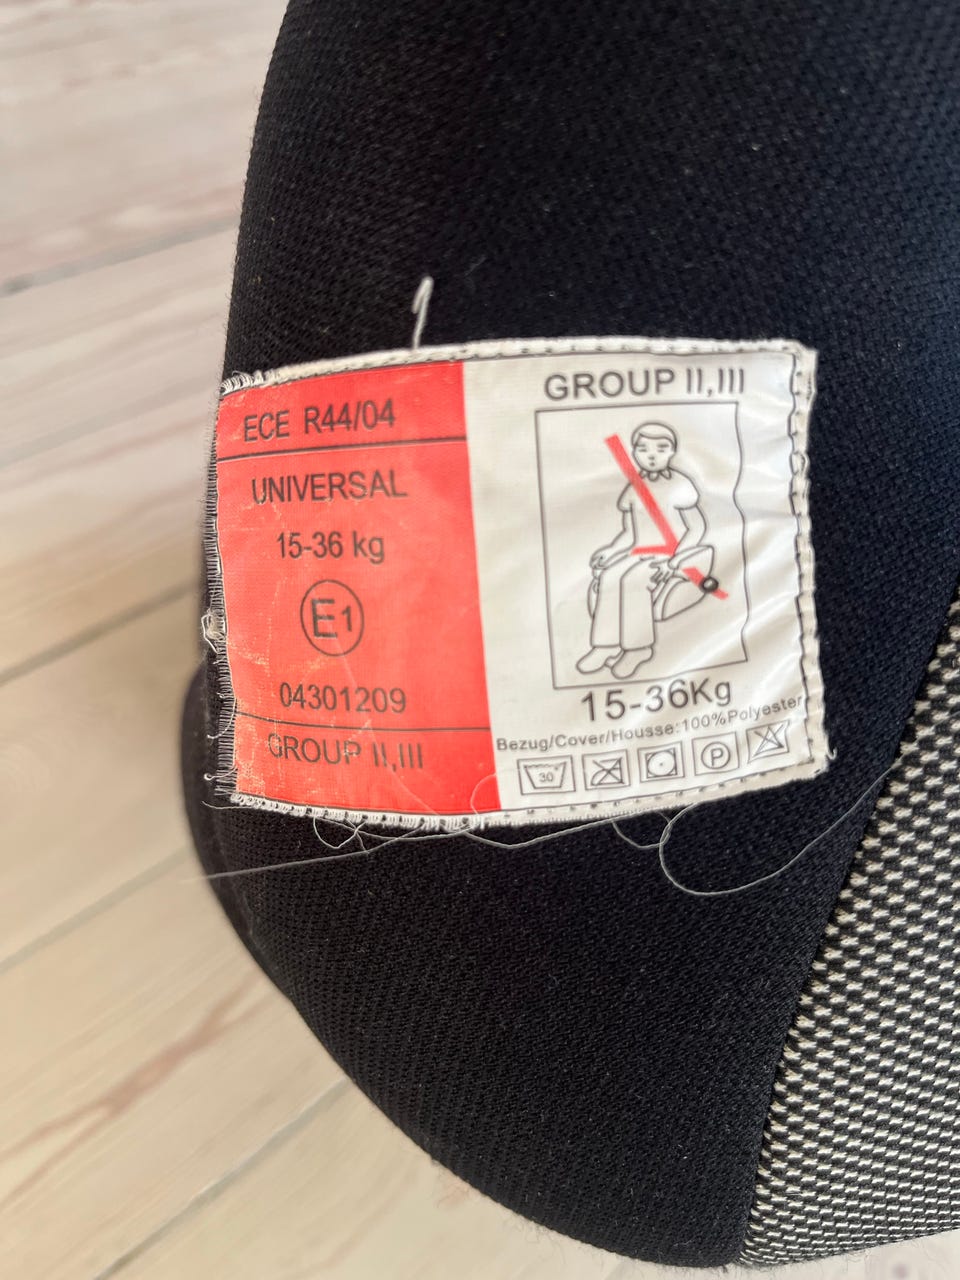 ECE R44/04
UNIVERSAL
15-36 kg
E1
04301209
GROUP II,III
GROUP II,III
15-36Kg
Bezug/Cover/Housse:100%Polyester
30
P